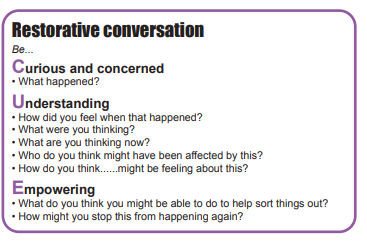 Restorative conversation
Be...
Curious and concerned
• What happened?
Understanding
• How did you feel when that happened?
• What were you thinking?
• What are you thinking now?
• Who do you think might have been affected by this?
• How do you think......might be feeling about this?
Empowering
• What do you think you might be able to do to help sort things out?
• How might you stop this from happening again?